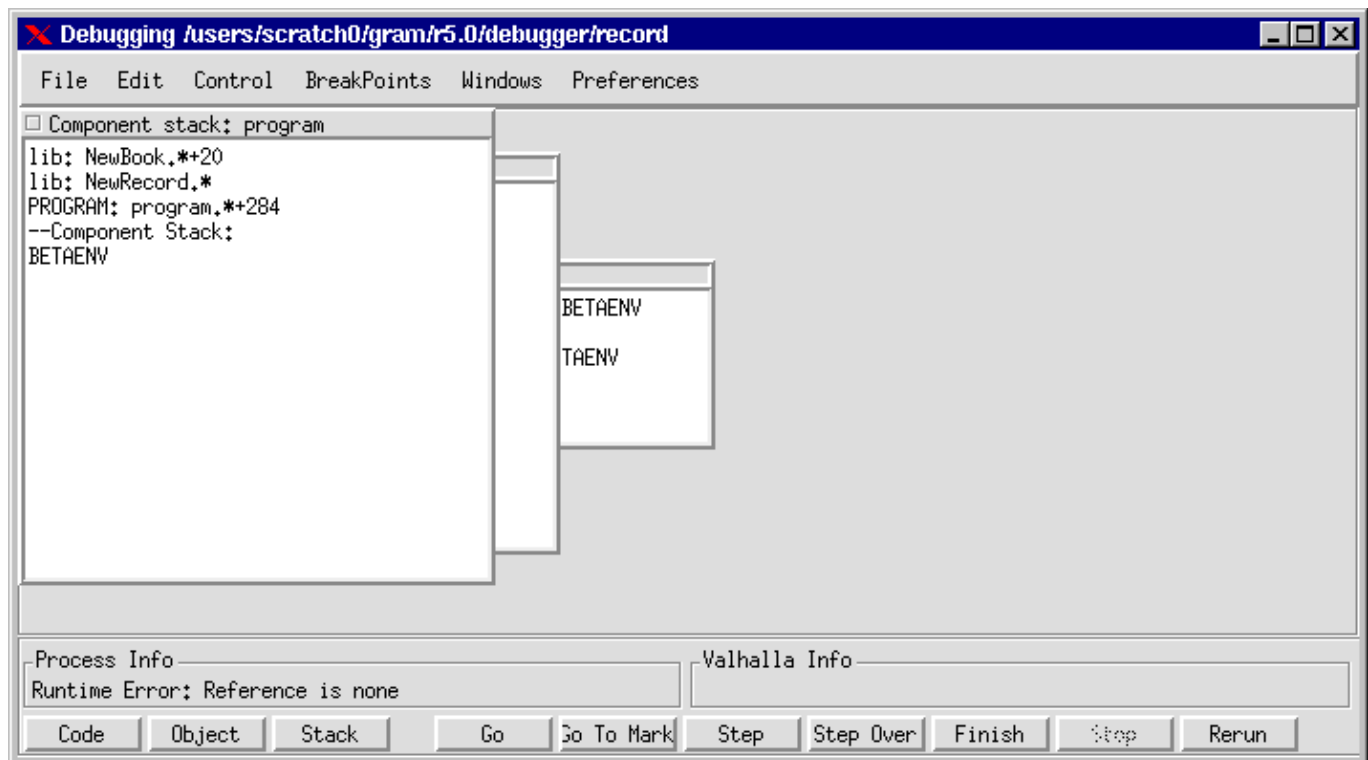 Debugging /users/scratch0/gram/r5.0/debugger/record
File Edit Control BreakPoints Windows Preferences
Component stack: program
lib: NewBook.*+20
lib: NewRecord.*
PROGRAM: program.*+284
--Component Stack:
BETAENV
BETAENV
TAENV
Process Info
Runtime Error: Reference is none
Valhalla Info
Code Object Stack Go Go To Mark Step Step Over Finish Stop Rerun